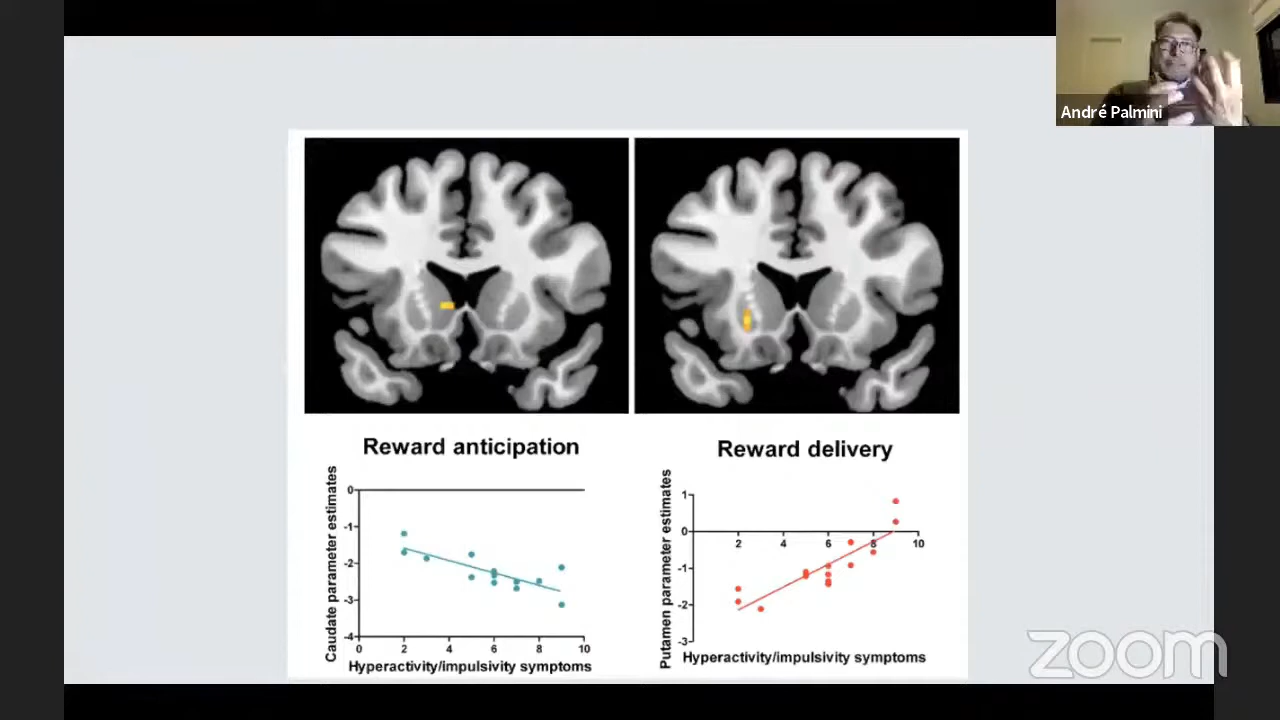 André Palmini
Reward anticipation
Reward delivery
Caudate parameter estimates
0
-1
-2
-3
-4
0 2 4 6 8 10
Hyperactivity/impulsivity symptoms
Putamen parameter estimates
1
0
-1
-2
-3
2 4 6 8 10
Hyperactivity/impulsivity symptoms
zoom